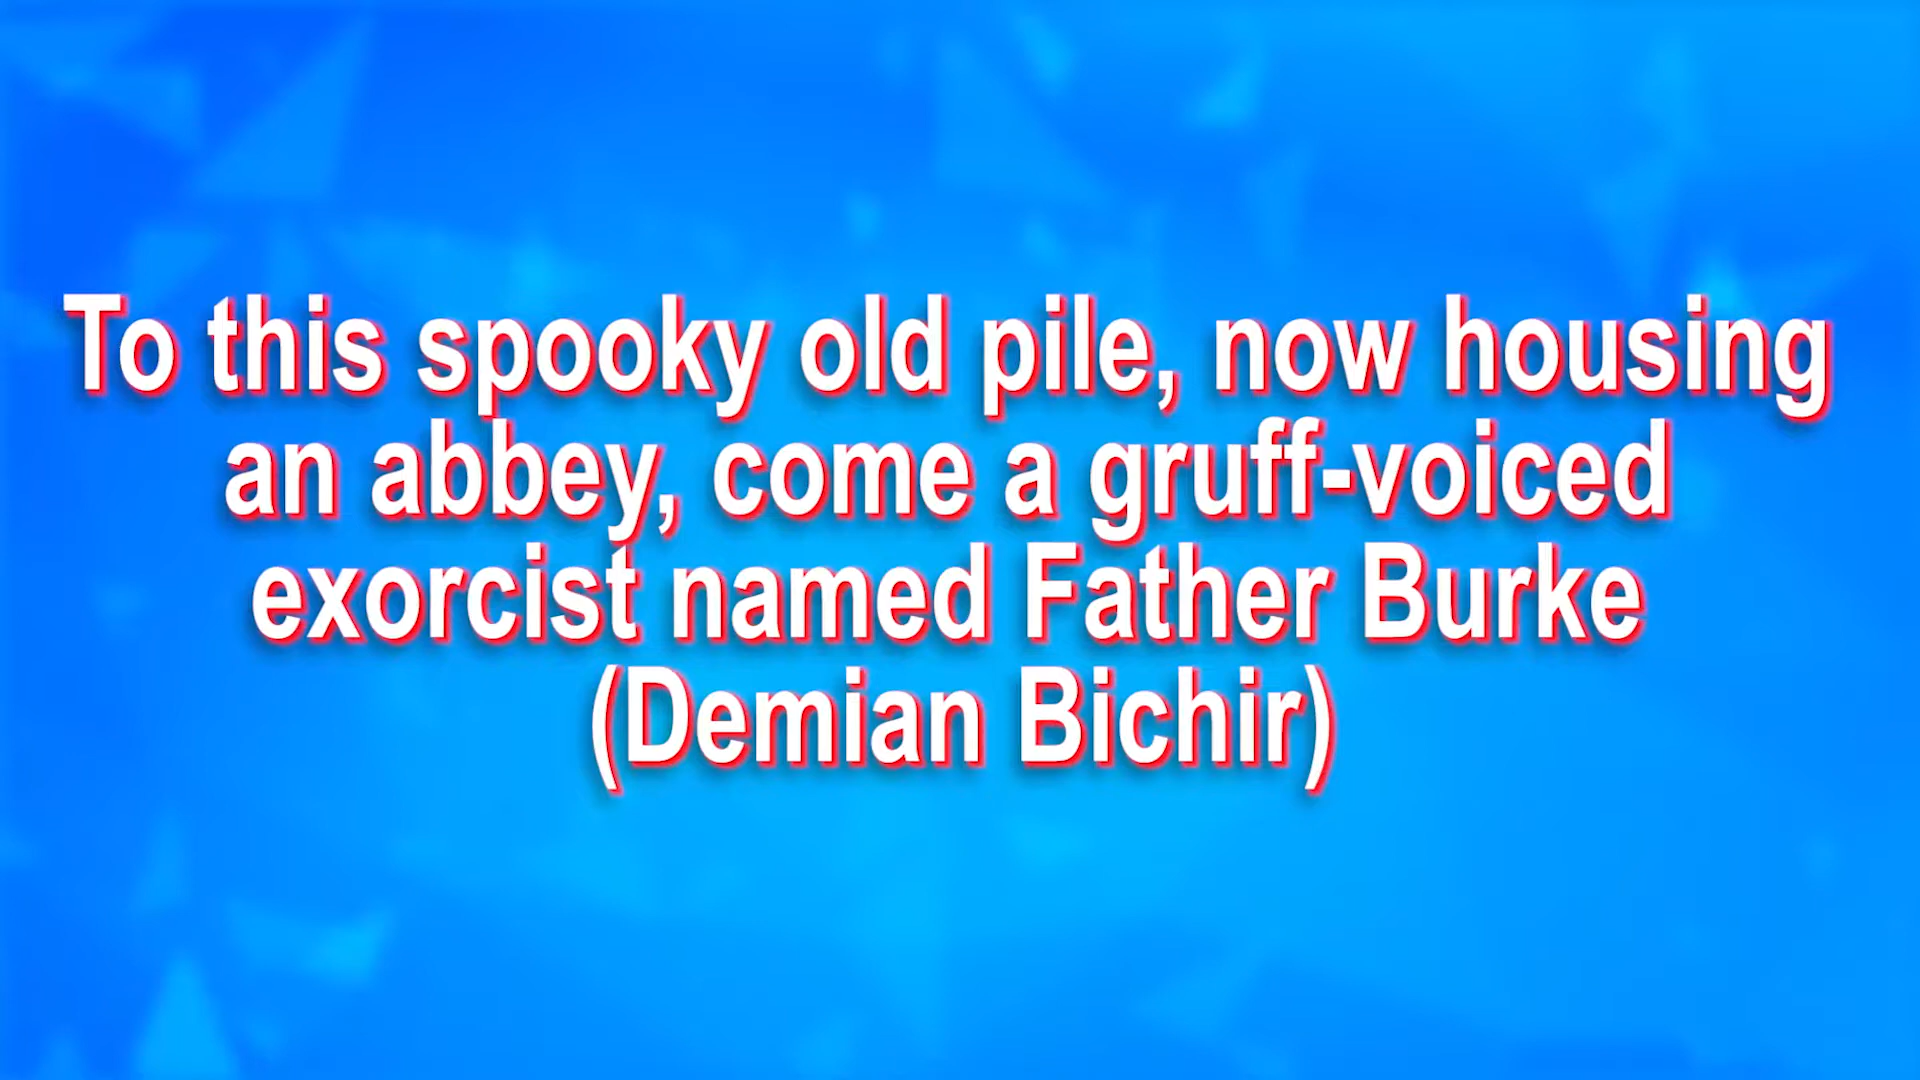 To this spooky old pile, now housing
an abbey, come a gruff-voiced
exorcist named Father Burke
(Demian Bichir)